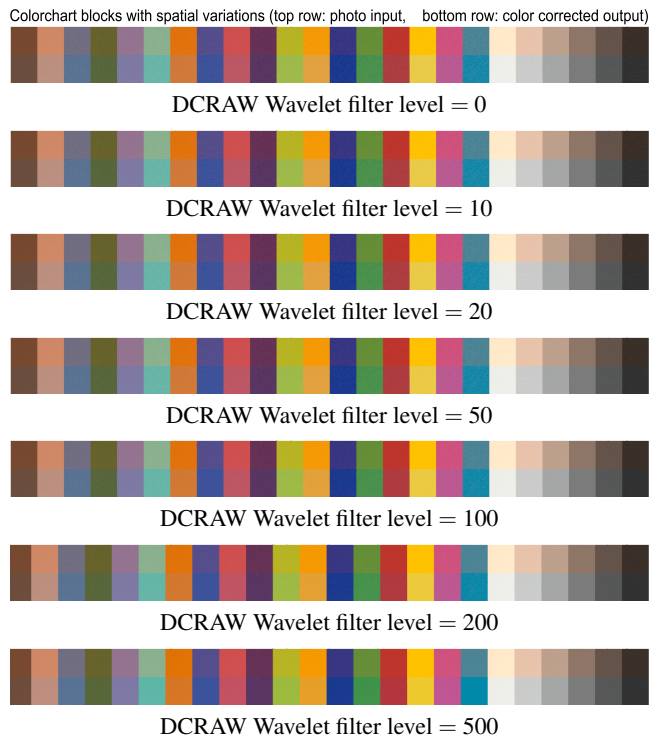 Colorchart blocks with spatial variations (top row: photo input, bottom row: color corrected output)
DCRAW Wavelet filter level = 0
DCRAW Wavelet filter level = 10
DCRAW Wavelet filter level = 20
DCRAW Wavelet filter level = 50
DCRAW Wavelet filter level = 100
DCRAW Wavelet filter level = 200
DCRAW Wavelet filter level = 500